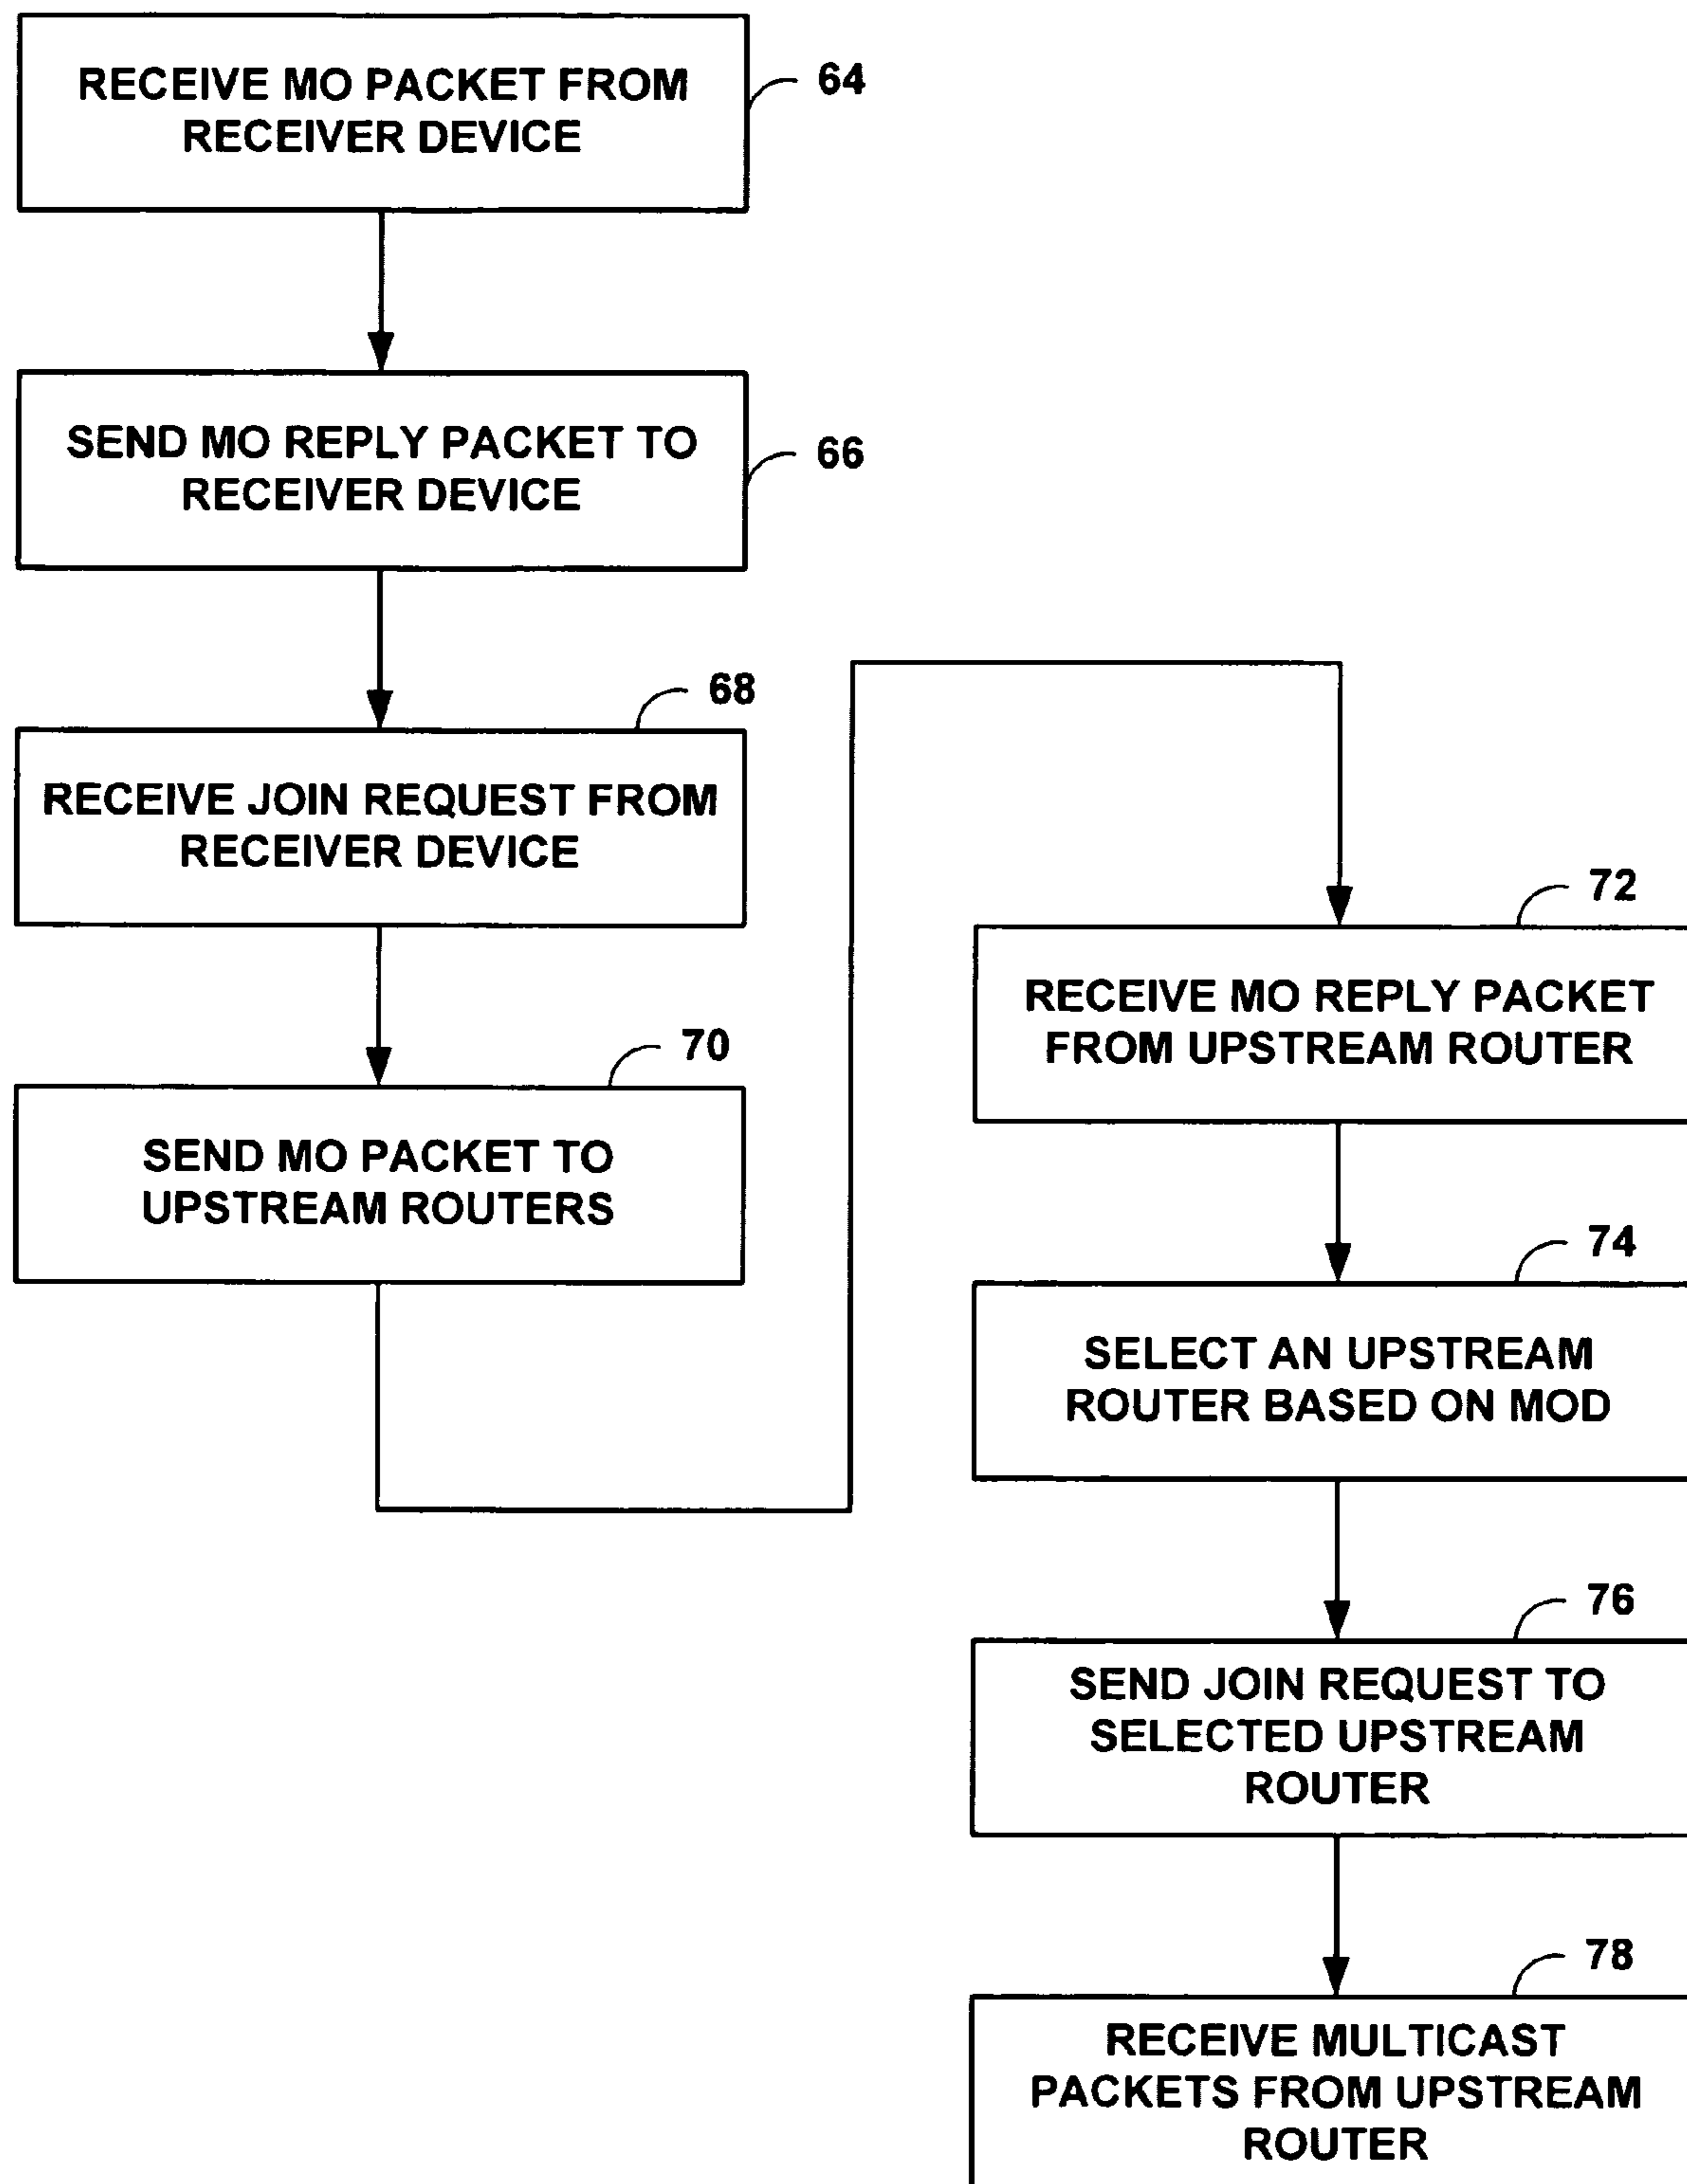 RECEIVE MO PACKET FROM
RECEIVER DEVICE
64
SEND MO REPLY PACKET TO
RECEIVER DEVICE
66
68
RECEIVE JOIN REQUEST FROM
RECEIVER DEVICE
70
SEND MO PACKET TO
UPSTREAM ROUTERS
72
RECEIVE MO REPLY PACKET
FROM UPSTREAM ROUTER
74
SELECT AN UPSTREAM
ROUTER BASED ON MOD
76
SEND JOIN REQUEST TO
SELECTED UPSTREAM
ROUTER
78
RECEIVE MULTICAST
PACKETS FROM UPSTREAM
ROUTER